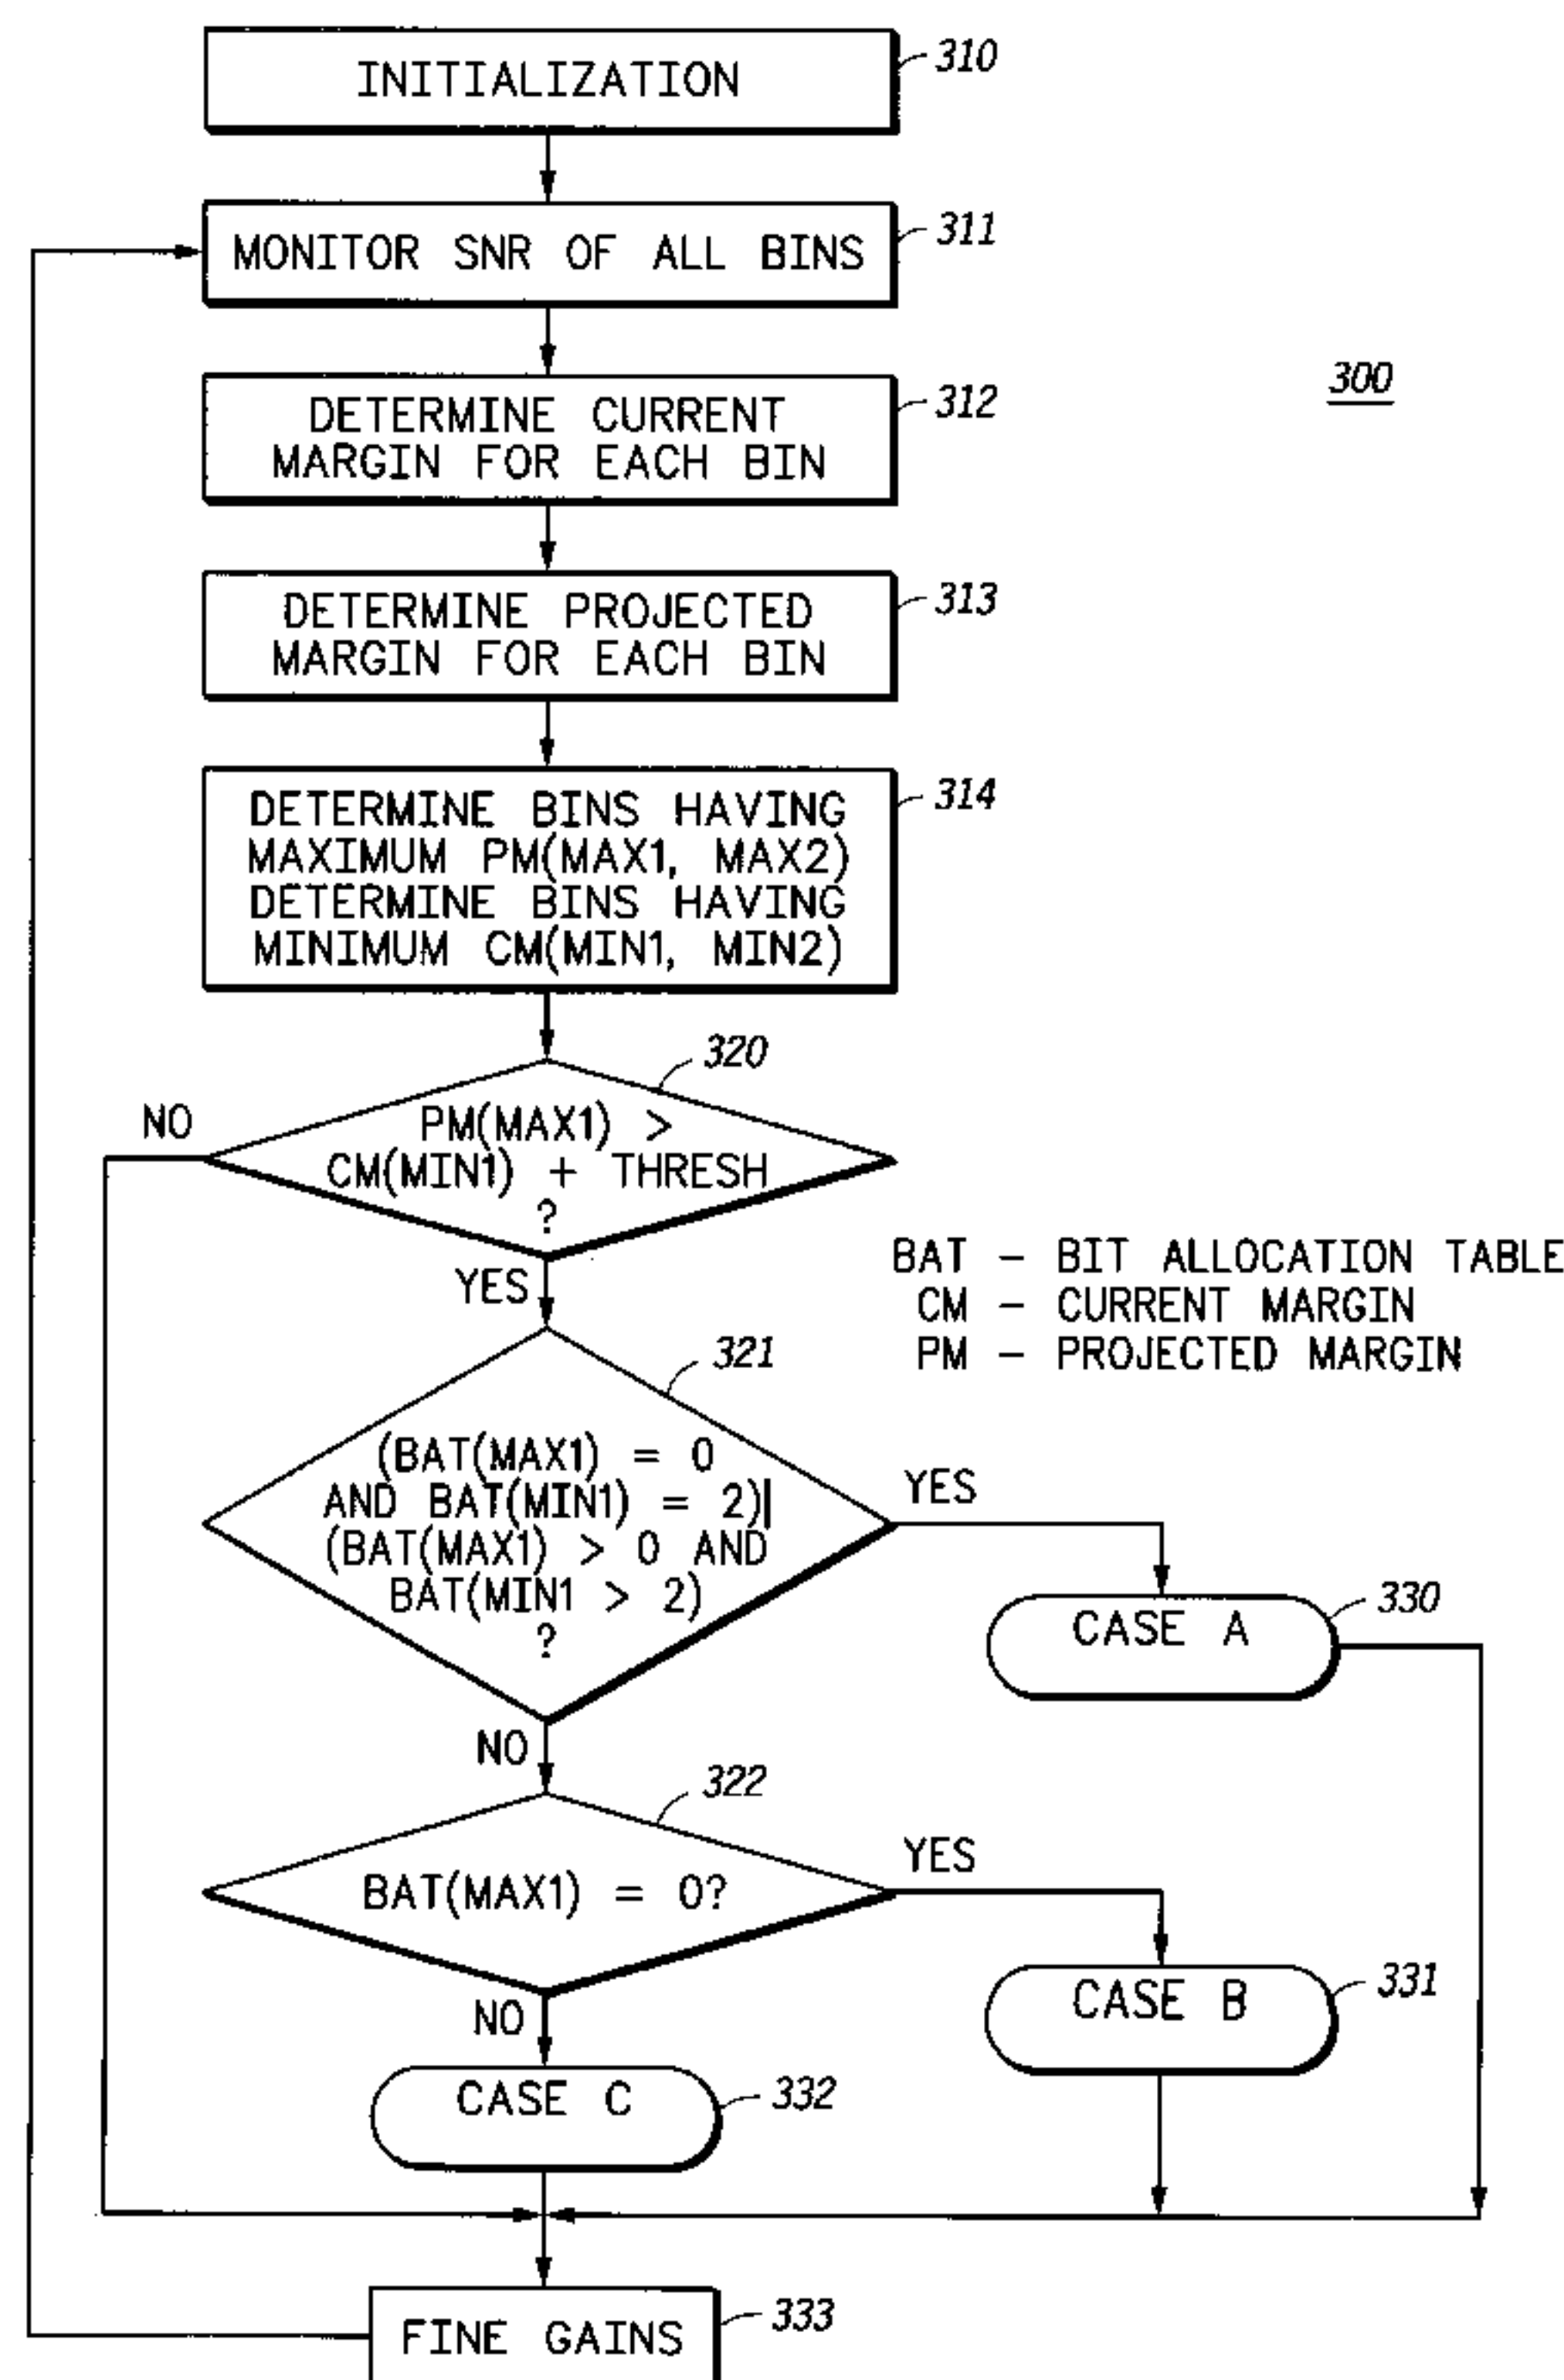 INITIALIZATION
310
MONITOR SNR OF ALL BINS
311
DETERMINE CURRENT
MARGIN FOR EACH BIN
312
300
DETERMINE PROJECTED
MARGIN FOR EACH BIN
313
DETERMINE BINS HAVING
MAXIMUM PM(MAX1, MAX2)
DETERMINE BINS HAVING
MINIMUM CM(MIN1, MIN2)
314
320
NO
PM(MAX1) >
CM(MIN1) + THRESH
?
YES
BAT – BIT ALLOCATION TABLE
CM – CURRENT MARGIN
PM – PROJECTED MARGIN
321
(BAT(MAX1) = 0
AND BAT(MIN1) = 2)|
(BAT(MAX1) > 0 AND
BAT(MIN1 > 2)
?
YES
CASE A
330
NO
322
BAT(MAX1) = 0?
YES
CASE B
331
NO
CASE C
332
FINE GAINS
333